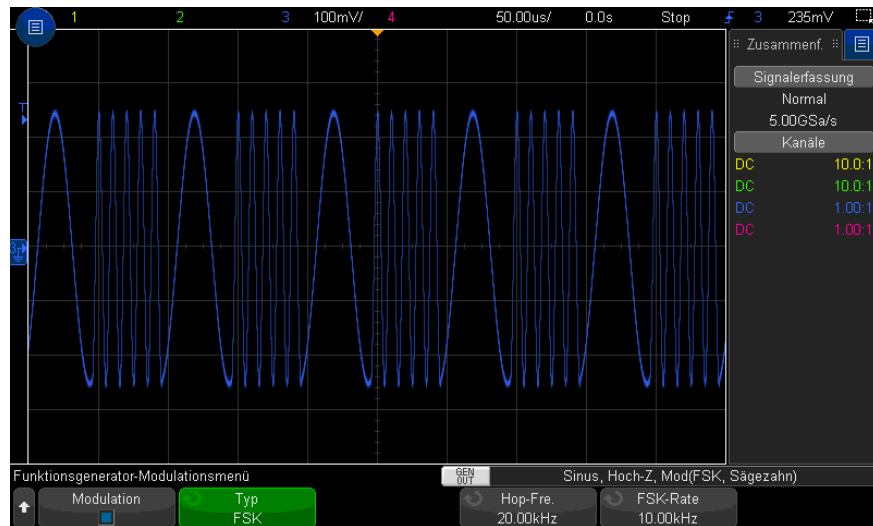 1 2 3 100mV/ 4 50.00us/ 0.0s Stop 3 235mV
Zusammenf.
Signalerfassung
Normal
5.00GSa/s
Kanäle
DC 10.0:1
DC 10.0:1
DC 1.00:1
DC 1.00:1
T
3
Funktionsgenerator-Modulationsmenü
GEN OUT
Sinus, Hoch-Z, Mod(FSK, Sägezahn)
Modulation
Typ
FSK
Hop-Fre.
20.00kHz
FSK-Rate
10.00kHz